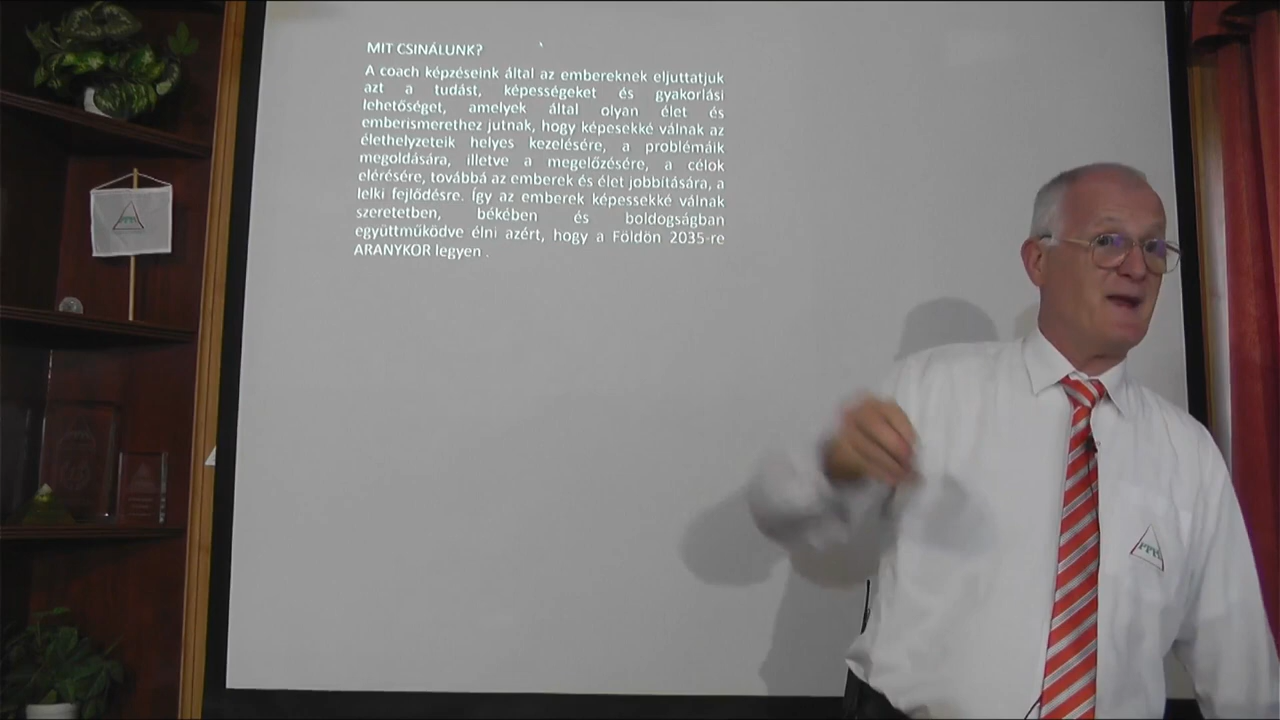 MIT CSINÁLUNK?
A coach képzéseink által az embereknek eljuttatjuk
azt a tudást, képességeket és gyakorlási
lehetőséget, amelyek által olyan élet és
emberismerethez jutnak, hogy képesekké válnak az
élethelyzeteik helyes kezelésére, a problémáik
megoldására, illetve a megelőzésére, a célok
elérésére, továbbá az emberek és élet jobbítására, a
lelki fejlődésre. Így az emberek képessekké válnak
szeretetben, békében és boldogságban
együttműködve élni azért, hogy a Földön 2035-re
ARANYKOR legyen .